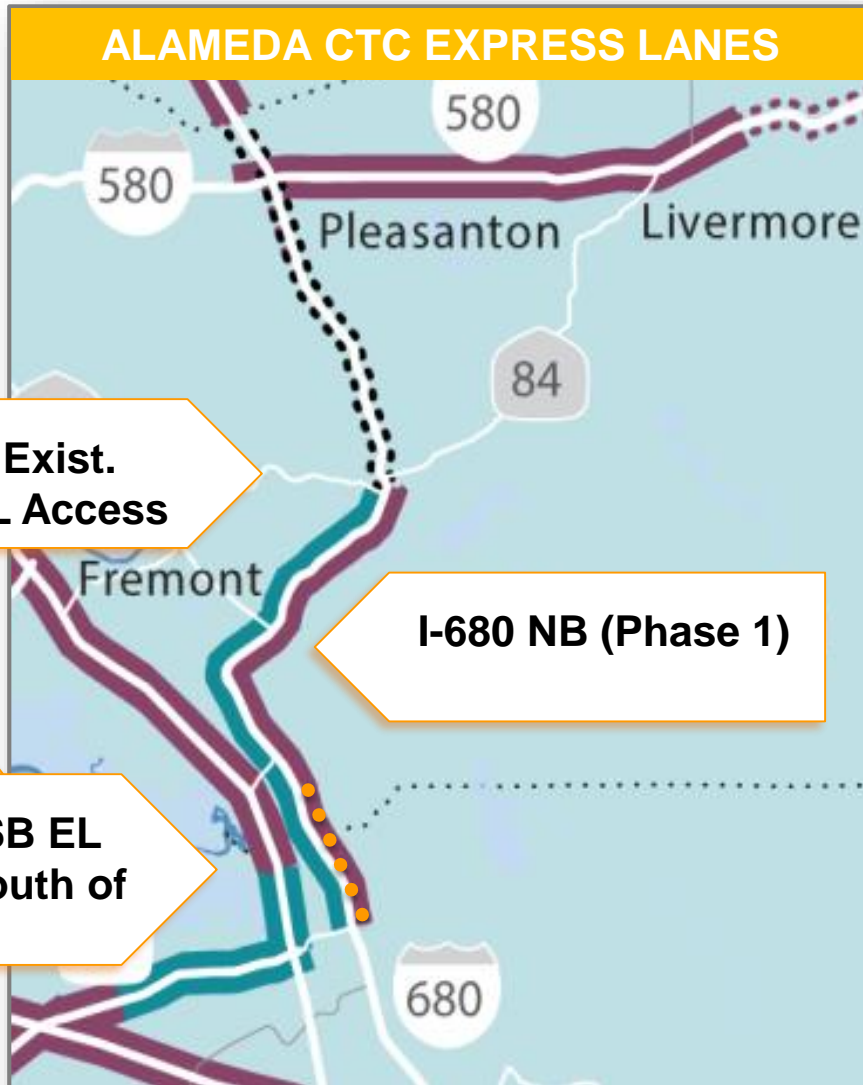 ALAMEDA CTC EXPRESS LANES
580
580
Pleasanton
Livermore
84
Exist.
Access
Fremont
I-680 NB (Phase 1)
SB EL
South of
680